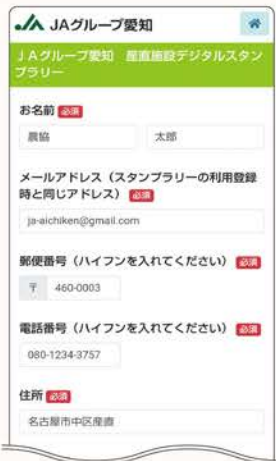 JAグループ愛知
JAグループ愛知 産直施設デジタルスタン
プラリー
お名前 必須
農協 太郎
メールアドレス（スタンプラリーの利用登録
時と同じアドレス） 必須
ja-aichiken@gmail.com
郵便番号（ハイフンを入れてください） 必須
〒 460-0003
電話番号（ハイフンを入れてください） 必須
080-1234-3757
住所 必須
名古屋市中区産直